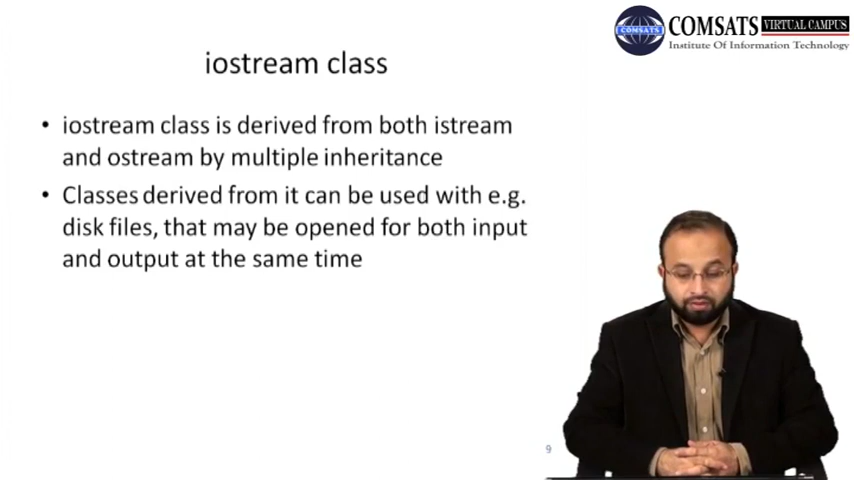 COMSATS
COMSATS VIRTUAL CAMPUS
Institute Of Information Technology
iostream class
• iostream class is derived from both istream
and ostream by multiple inheritance
• Classes derived from it can be used with e.g.
disk files, that may be opened for both input
and output at the same time
9